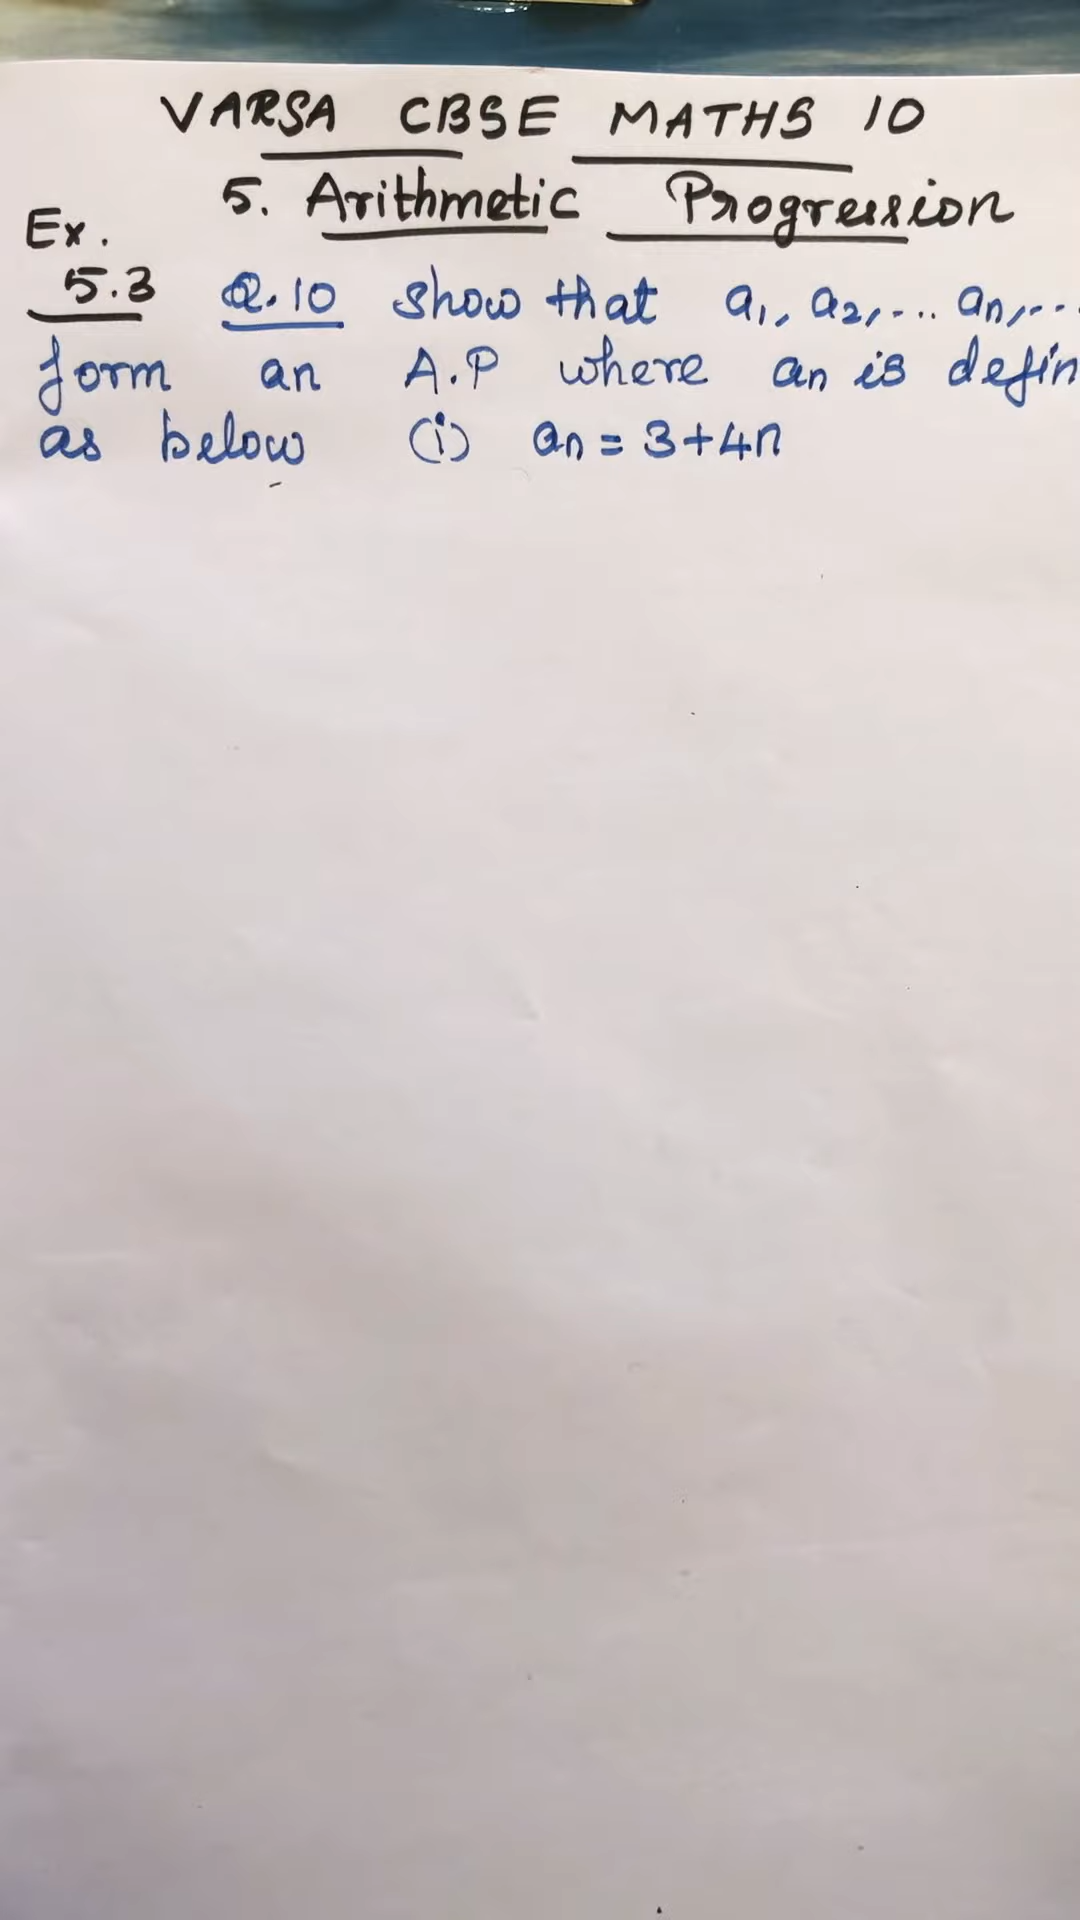 VARSA CBSE MATHS 10
5. Arithmetic Progression
Ex.
5.3 Q.10 show that a₁, a₂,... an,...
form an A.P where an is defin
as below (i) an = 3+4n